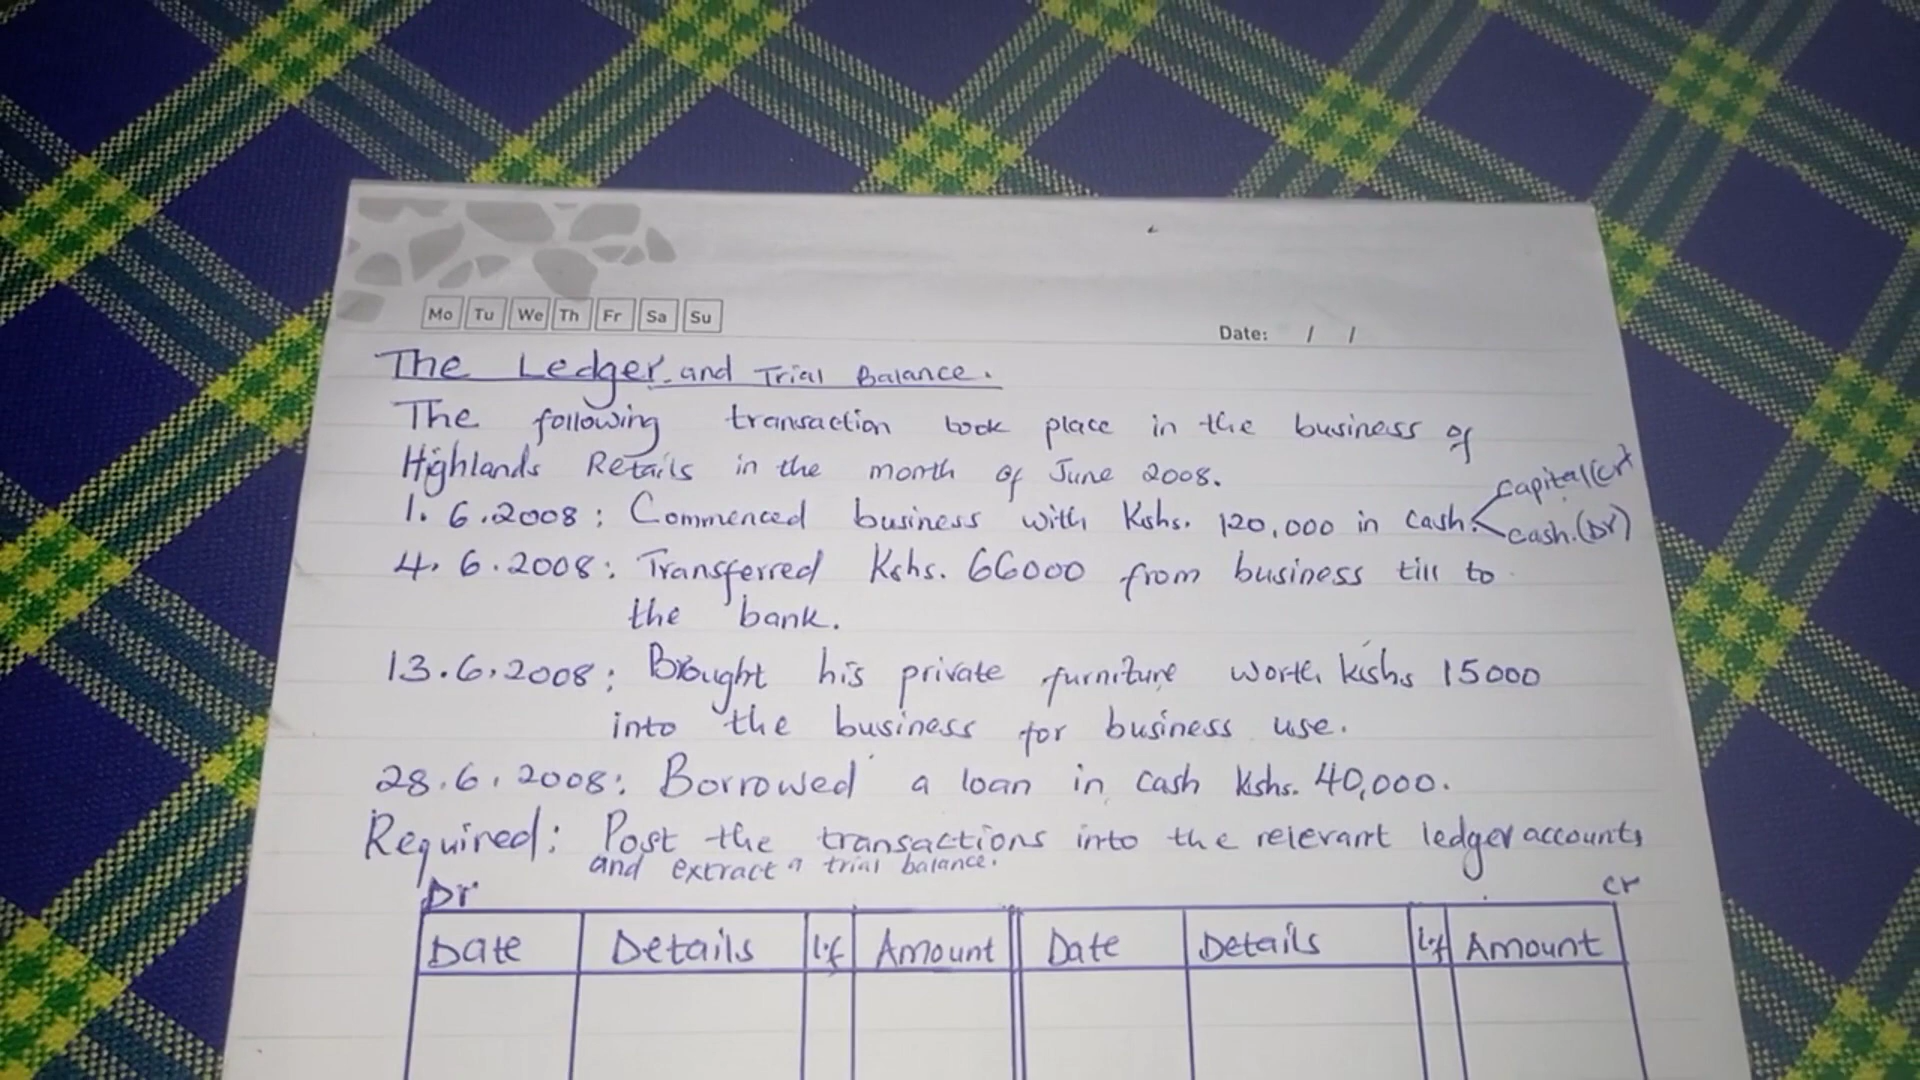 Mo Tu We Th Fr Sa Su
Date: / /
The Ledger and Trial Balance.
The following transaction took place in the business of
Highlands Retails in the month of June 2008.
1. 6.2008: Commenced business with Kshs. 120,000 in cash. capital(cr)
cash.(Dr)
4. 6.2008: Transferred Kshs. 66000 from business till to
the bank.
13.6.2008: Brought his private furniture worth kshs 15000
into the business for business use.
28.6.2008: Borrowed a loan in cash kshs. 40,000.
Required: Post the transactions into the relevant ledger accounts
and extract a trial balance.
Dr cr
Date Details l.f Amount Date Details l.f Amount